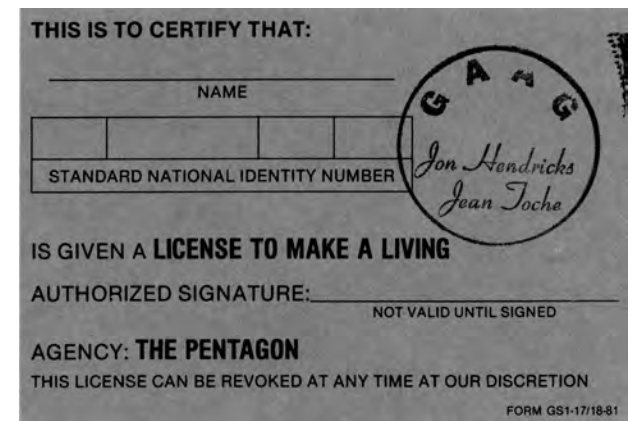 THIS IS TO CERTIFY THAT:
NAME
STANDARD NATIONAL IDENTITY NUMBER
GAAG
Jon Hendricks
Jean Toche
IS GIVEN A LICENSE TO MAKE A LIVING
AUTHORIZED SIGNATURE:
NOT VALID UNTIL SIGNED
AGENCY: THE PENTAGON
THIS LICENSE CAN BE REVOKED AT ANY TIME AT OUR DISCRETION
FORM GS1-17/18-81